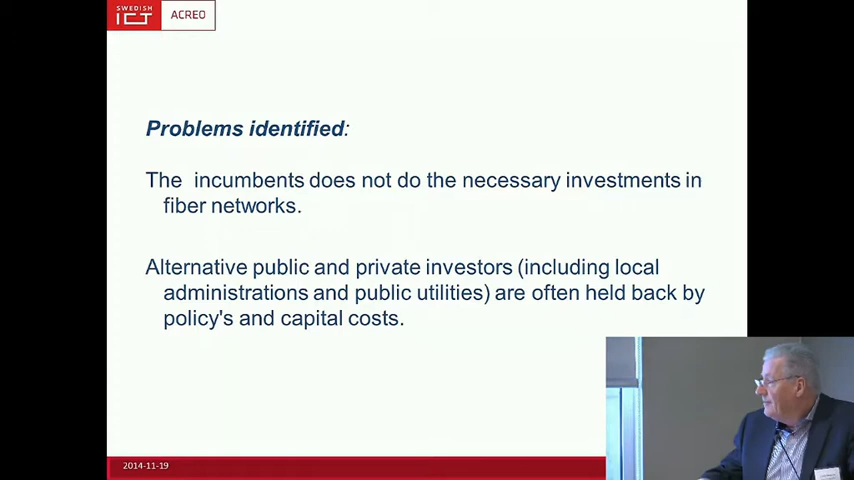 SWEDISH
ICT
ACREO
Problems identified:
The incumbents does not do the necessary investments in
fiber networks.
Alternative public and private investors (including local
administrations and public utilities) are often held back by
policy's and capital costs.
2014-11-19